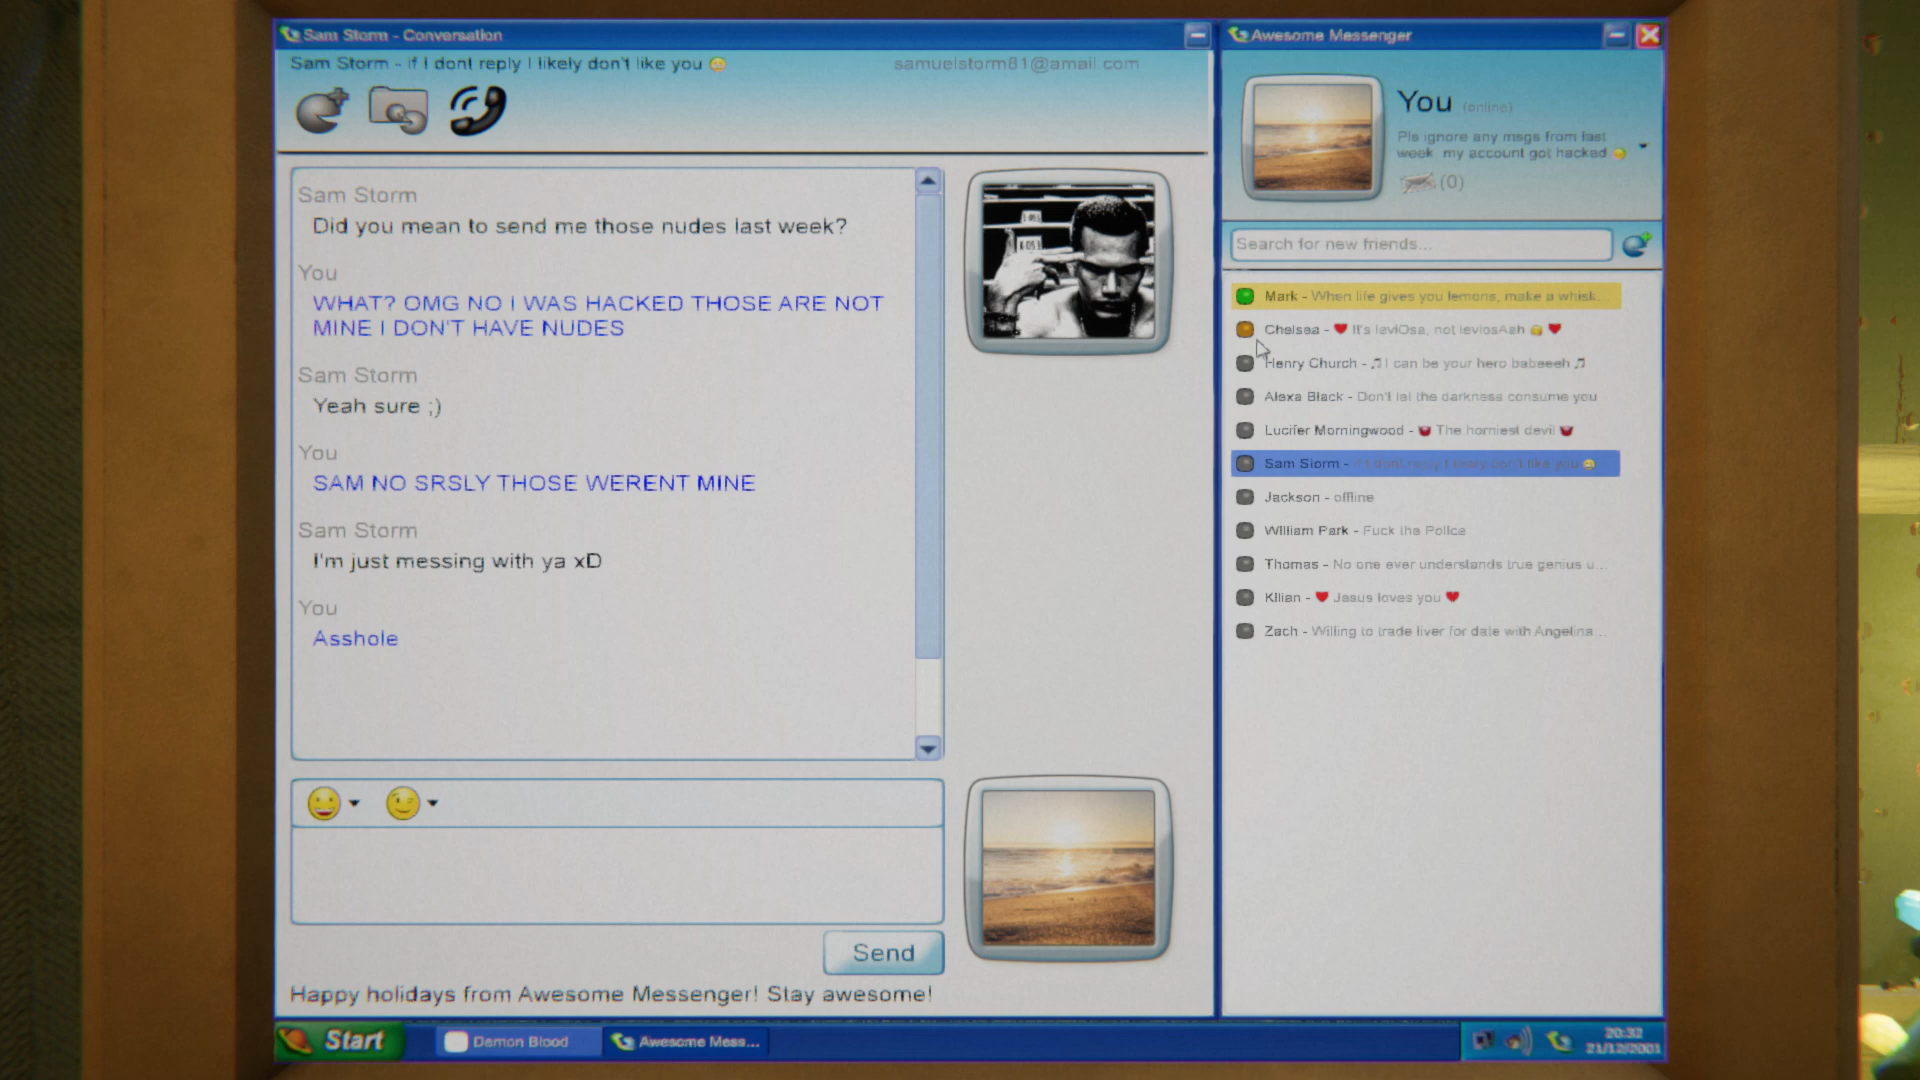 Sam Storm - Conversation
Sam Storm - if I dont reply I likely don't like you
samuelstorm81@amail.com
Sam Storm
Did you mean to send me those nudes last week?
You
WHAT? OMG NO I WAS HACKED THOSE ARE NOT
MINE I DON'T HAVE NUDES
Sam Storm
Yeah sure ;)
You
SAM NO SRSLY THOSE WERENT MINE
Sam Storm
I'm just messing with ya xD
You
Asshole
Send
Happy holidays from Awesome Messenger! Stay awesome!
Awesome Messenger
You (online)
Pls ignore any msgs from last
week, my account got hacked
(0)
Search for new friends...
Mark - When life gives you lemons, make a whisk...
Chelsea - It's leviOsa, not leviosAah
Henry Church - ♫ I can be your hero babeeeh ♫
Alexa Black - Don't let the darkness consume you
Lucifer Morningwood - The horniest devil
Sam Storm - if I dont reply I likely don't like you
Jackson - offline
William Park - Fuck the Police
Thomas - No one ever understands true genius u...
Kilian - Jesus loves you
Zach - Willing to trade liver for date with Angelina...
Start
Demon Blood
Awesome Mess...
20:32
21/12/2001